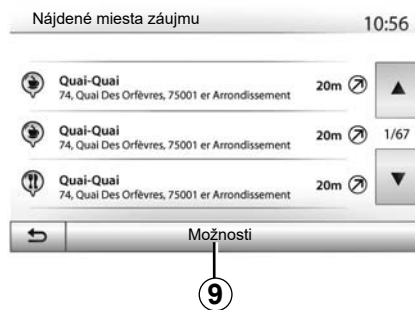 Nájdené miesta záujmu 10:56
Quai-Quai
74, Quai Des Orfèvres, 75001 er Arrondissement
20m
Quai-Quai
74, Quai Des Orfèvres, 75001 er Arrondissement
20m 1/67
Quai-Quai
74, Quai Des Orfèvres, 75001 er Arrondissement
20m
Možnosti
9